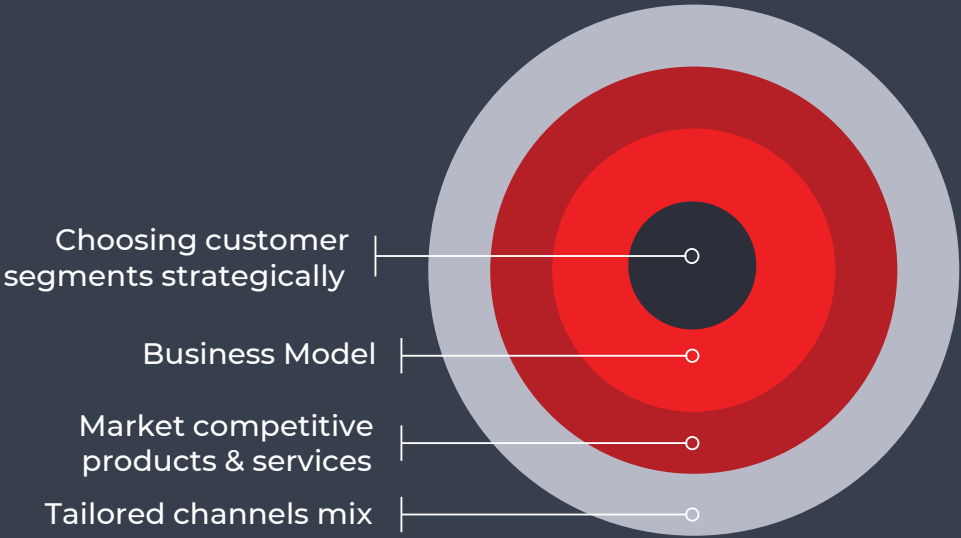 Choosing customer
segments strategically
Business Model
Market competitive
products & services
Tailored channels mix